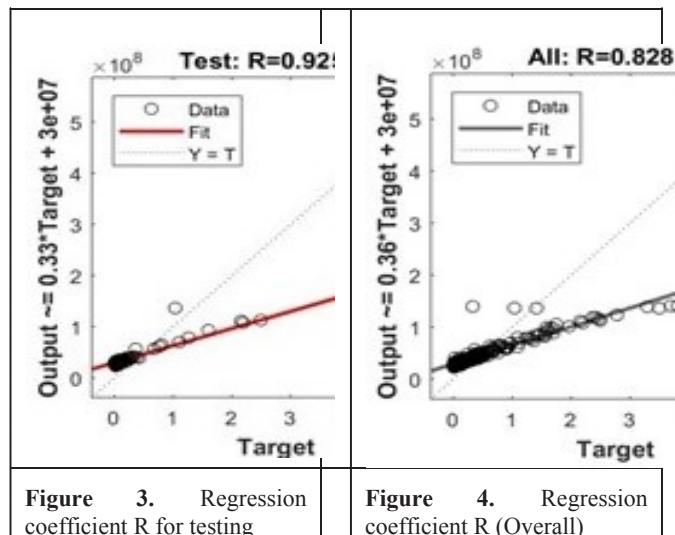 ×10⁸ Test: R=0.925
Output ~= 0.33*Target + 3e+07
Data
Fit
Y = T
5
4
3
2
1
0
0 1 2 3
Target
Figure 3. Regression
coefficient R for testing
×10⁸ All: R=0.828
Output ~= 0.36*Target + 3e+07
Data
Fit
Y = T
5
4
3
2
1
0
0 1 2 3
Target
Figure 4. Regression
coefficient R (Overall)